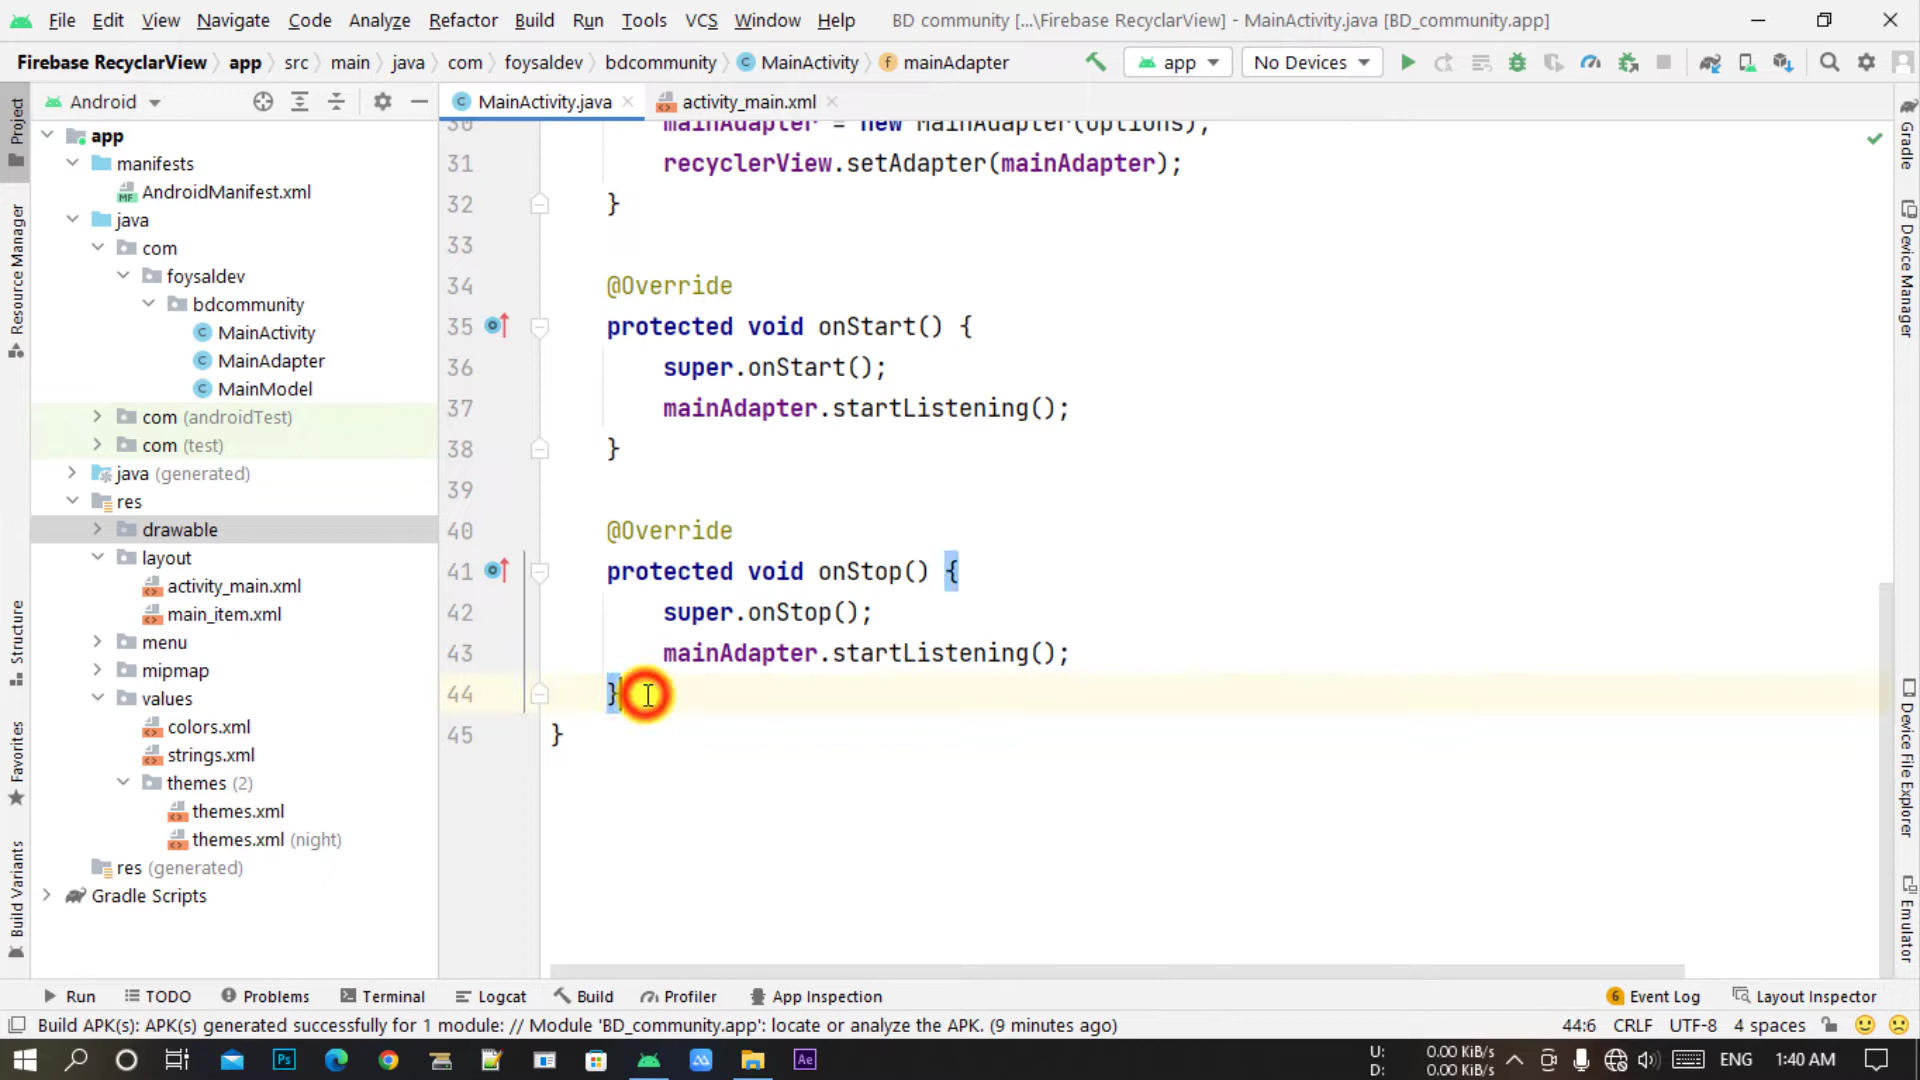 File Edit View Navigate Code Analyze Refactor Build Run Tools VCS Window Help BD community [...\Firebase RecyclarView] - MainActivity.java [BD_community.app]
Firebase RecyclarView app src main java com foysaldev bdcommunity MainActivity mainAdapter app No Devices
Android MainActivity.java activity_main.xml
Project
Resource Manager
Structure
Favorites
Build Variants
app
manifests
AndroidManifest.xml
java
com
foysaldev
bdcommunity
MainActivity
MainAdapter
MainModel
com (androidTest)
com (test)
java (generated)
res
drawable
layout
activity_main.xml
main_item.xml
menu
mipmap
values
colors.xml
strings.xml
themes (2)
themes.xml
themes.xml (night)
res (generated)
Gradle Scripts
30 mainAdapter = new MainAdapter(options);
31 recyclerView.setAdapter(mainAdapter);
32 }
33
34 @Override
35 protected void onStart() {
36 super.onStart();
37 mainAdapter.startListening();
38 }
39
40 @Override
41 protected void onStop() {
42 super.onStop();
43 mainAdapter.startListening();
44 }
45 }
Gradle
Device Manager
Device File Explorer
Emulator
Run TODO Problems Terminal Logcat Build Profiler App Inspection 6 Event Log Layout Inspector
Build APK(s): APK(s) generated successfully for 1 module: // Module 'BD_community.app': locate or analyze the APK. (9 minutes ago) 44:6 CRLF UTF-8 4 spaces
Ps Ae U: 0.00 KiB/s
D: 0.00 KiB/s ENG 1:40 AM